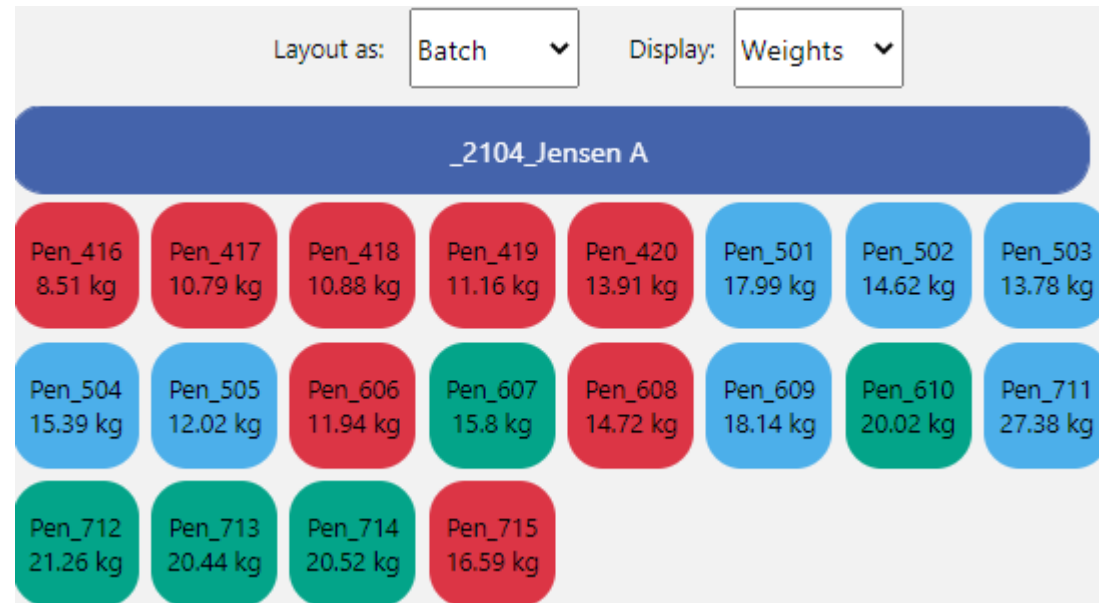 Layout as: Batch Display: Weights
_2104_Jensen A
Pen_416 Pen_417 Pen_418 Pen_419 Pen_420 Pen_501 Pen_502 Pen_503
8.51 kg 10.79 kg 10.88 kg 11.16 kg 13.91 kg 17.99 kg 14.62 kg 13.78 kg
Pen_504 Pen_505 Pen_606 Pen_607 Pen_608 Pen_609 Pen_610 Pen_711
15.39 kg 12.02 kg 11.94 kg 15.8 kg 14.72 kg 18.14 kg 20.02 kg 27.38 kg
Pen_712 Pen_713 Pen_714 Pen_715
21.26 kg 20.44 kg 20.52 kg 16.59 kg